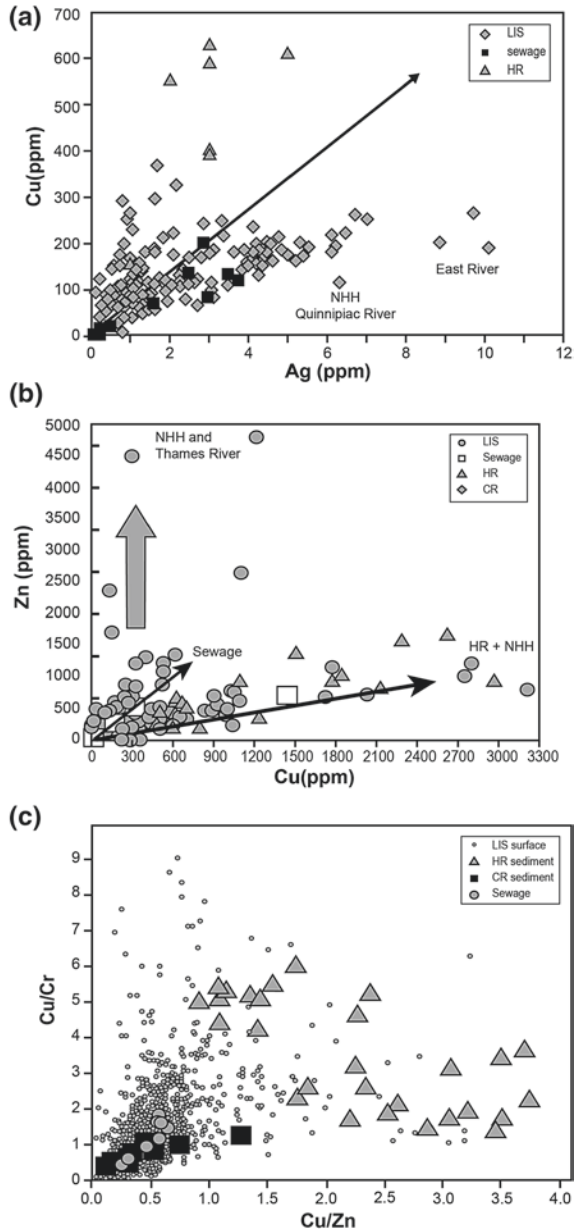 (a)
700
600
500
400
300
200
100
0
Cu(ppm)
LIS
sewage
HR
East River
NHH
Quinnipiac River
0
2
4
6
8
10
12
Ag (ppm)
(b)
5000
4500
4000
3500
3000
2500
2000
1500
1000
500
0
Zn (ppm)
NHH and
Thames River
LIS
Sewage
HR
CR
Sewage
HR + NHH
0
300
600
900
1200
1500
1800
2100
2400
2700
3000
3300
Cu(ppm)
(c)
9
8
7
6
5
4
3
2
1
0
Cu/Cr
LIS surface
HR sediment
CR sediment
Sewage
0.0
0.5
1.0
1.5
2.0
2.5
3.0
3.5
4.0
Cu/Zn